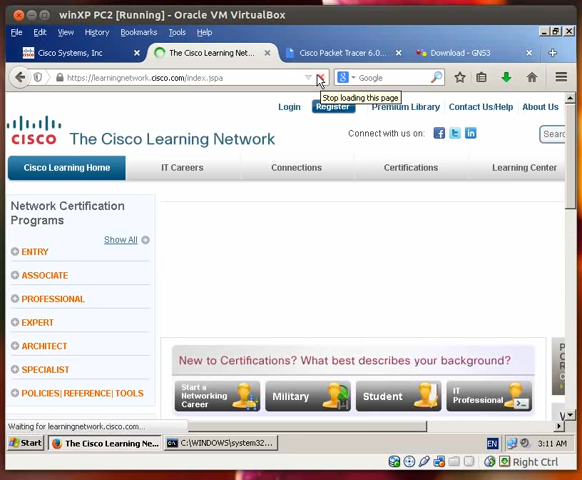 winXP PC2 [Running] - Oracle VM VirtualBox
File Edit View History Bookmarks Tools Help
Cisco Systems, Inc × The Cisco Learning Net... × Cisco Packet Tracer 6.0... × Download - GNS3 ×
https://learningnetwork.cisco.com/index.jspa Google
Stop loading this page
Login Register Premium Library Contact Us/Help About Us
CISCO The Cisco Learning Network Connect with us on: Searc
Cisco Learning Home IT Careers Connections Certifications Learning Center
Network Certification
Programs
Show All
ENTRY
ASSOCIATE
PROFESSIONAL
EXPERT
ARCHITECT
SPECIALIST
POLICIES| REFERENCE| TOOLS
New to Certifications? What best describes your background?
Start a
Networking
Career
Military
Student
IT
Professional
Waiting for learningnetwork.cisco.com...
Start The Cisco Learning Ne... C:\WINDOWS\system32... EN 3:11 AM
Right Ctrl